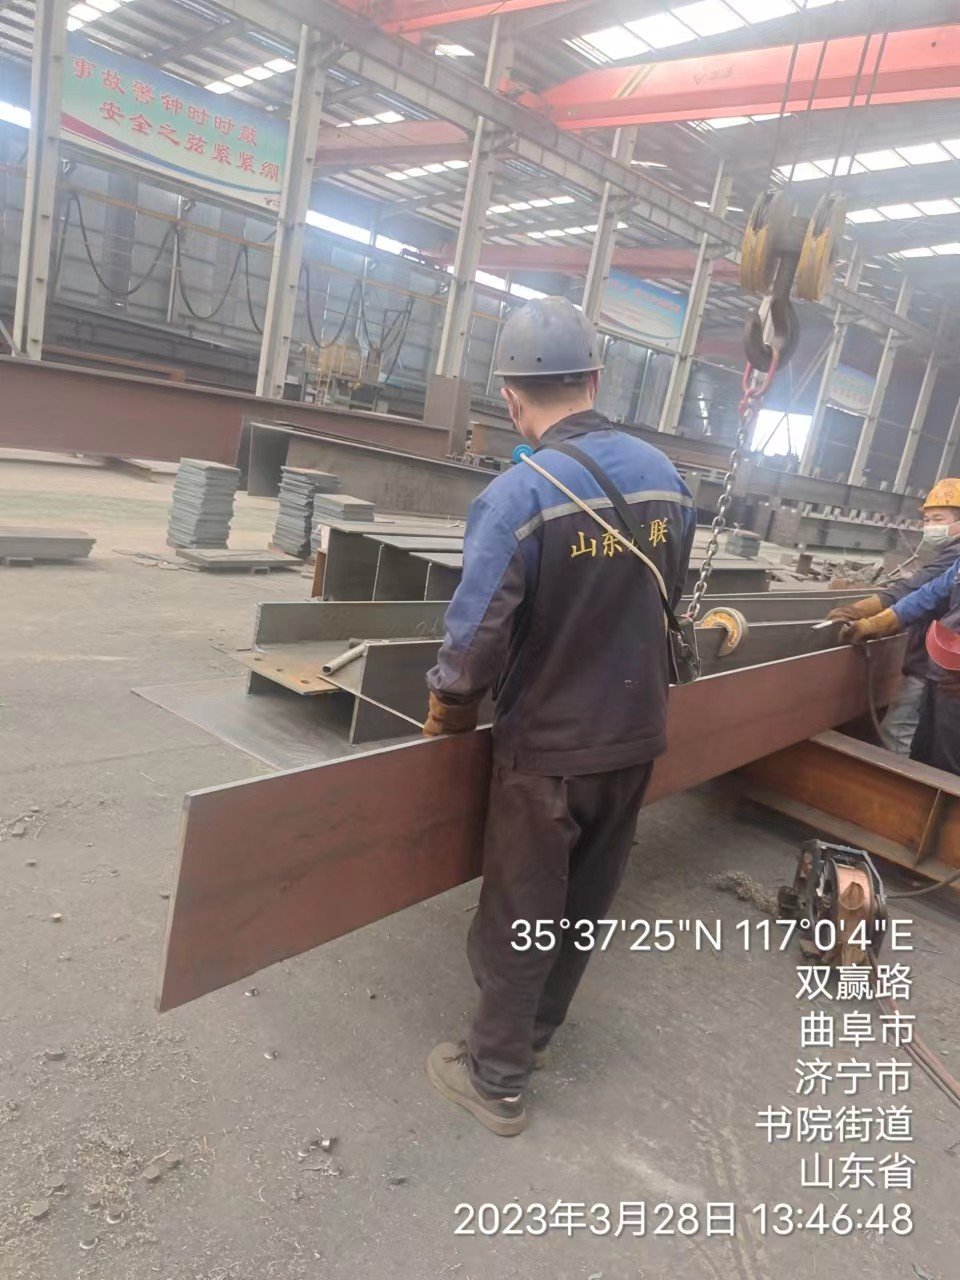 事故警钟时时敲
安全之弦紧紧绷
山东 联
35°37'25"N 117°0'4"E
双赢路
曲阜市
济宁市
书院街道
山东省
2023年3月28日 13:46:48